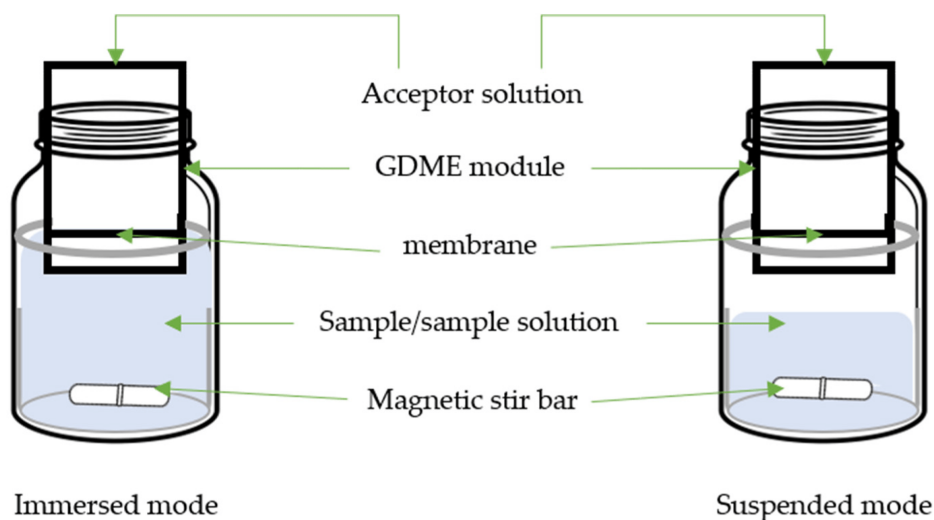 Acceptor solution
GDME module
membrane
Sample/sample solution
Magnetic stir bar
Immersed mode
Suspended mode